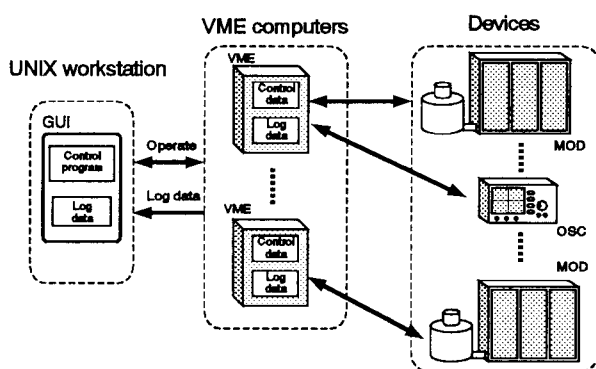 UNIX workstation
GUI
Control
program
Log
data
Operate
Log data
VME computers
VME
Control
data
Log
data
VME
Control
data
Log
data
Devices
MOD
OSC
MOD